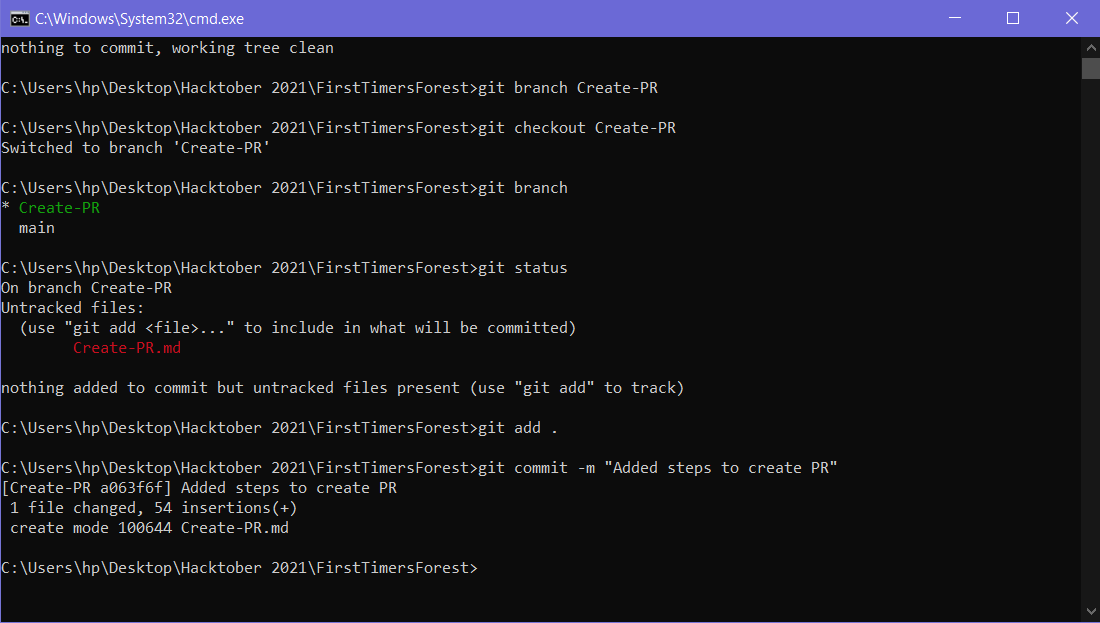 C:\Windows\System32\cmd.exe
nothing to commit, working tree clean
C:\Users\hp\Desktop\Hacktober 2021\FirstTimersForest>git branch Create-PR
C:\Users\hp\Desktop\Hacktober 2021\FirstTimersForest>git checkout Create-PR
Switched to branch 'Create-PR'
C:\Users\hp\Desktop\Hacktober 2021\FirstTimersForest>git branch
* Create-PR
  main
C:\Users\hp\Desktop\Hacktober 2021\FirstTimersForest>git status
On branch Create-PR
Untracked files:
  (use "git add <file>..." to include in what will be committed)
        Create-PR.md
nothing added to commit but untracked files present (use "git add" to track)
C:\Users\hp\Desktop\Hacktober 2021\FirstTimersForest>git add .
C:\Users\hp\Desktop\Hacktober 2021\FirstTimersForest>git commit -m "Added steps to create PR"
[Create-PR a063f6f] Added steps to create PR
 1 file changed, 54 insertions(+)
 create mode 100644 Create-PR.md
C:\Users\hp\Desktop\Hacktober 2021\FirstTimersForest>